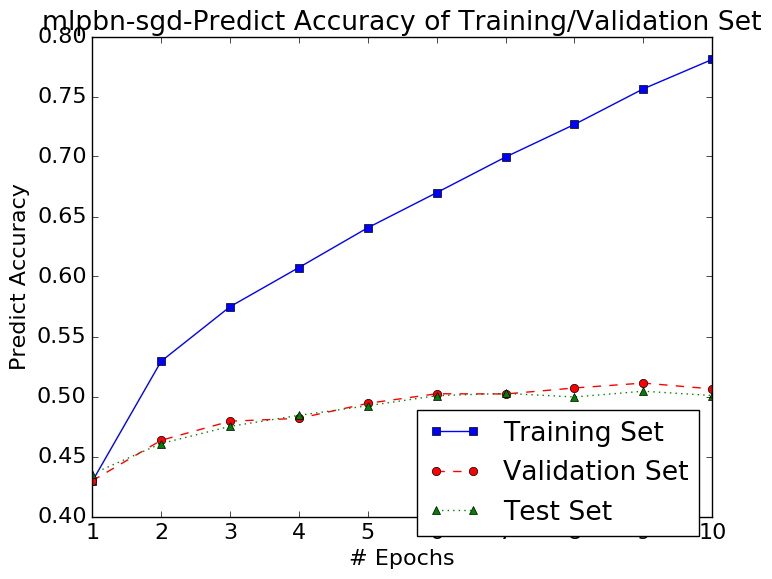 mlpbn-sgd-Predict Accuracy of Training/Validation Set
0.80
0.75
0.70
0.65
0.60
0.55
0.50
0.45
0.40
Predict Accuracy
Training Set
Validation Set
Test Set
1 2 3 4 5 10
# Epochs